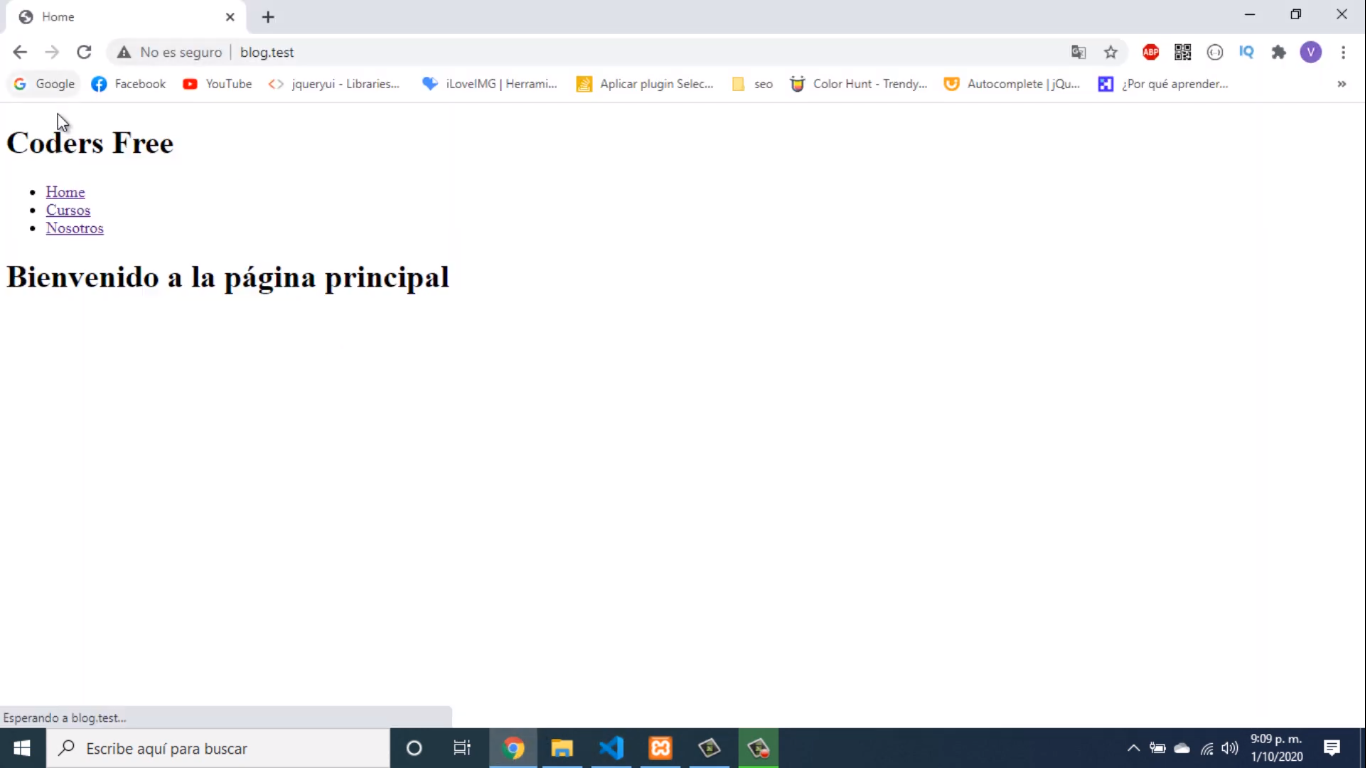 Home
No es seguro | blog.test
Google Facebook YouTube jqueryui - Libraries... iLoveIMG | Herrami... Aplicar plugin Selec... seo Color Hunt - Trendy... Autocomplete | jQu... ¿Por qué aprender... »
ABP IQ V
Coders Free
Home
Cursos
Nosotros
Bienvenido a la página principal
Esperando a blog.test...
Escribe aquí para buscar
9:09 p. m.
1/10/2020